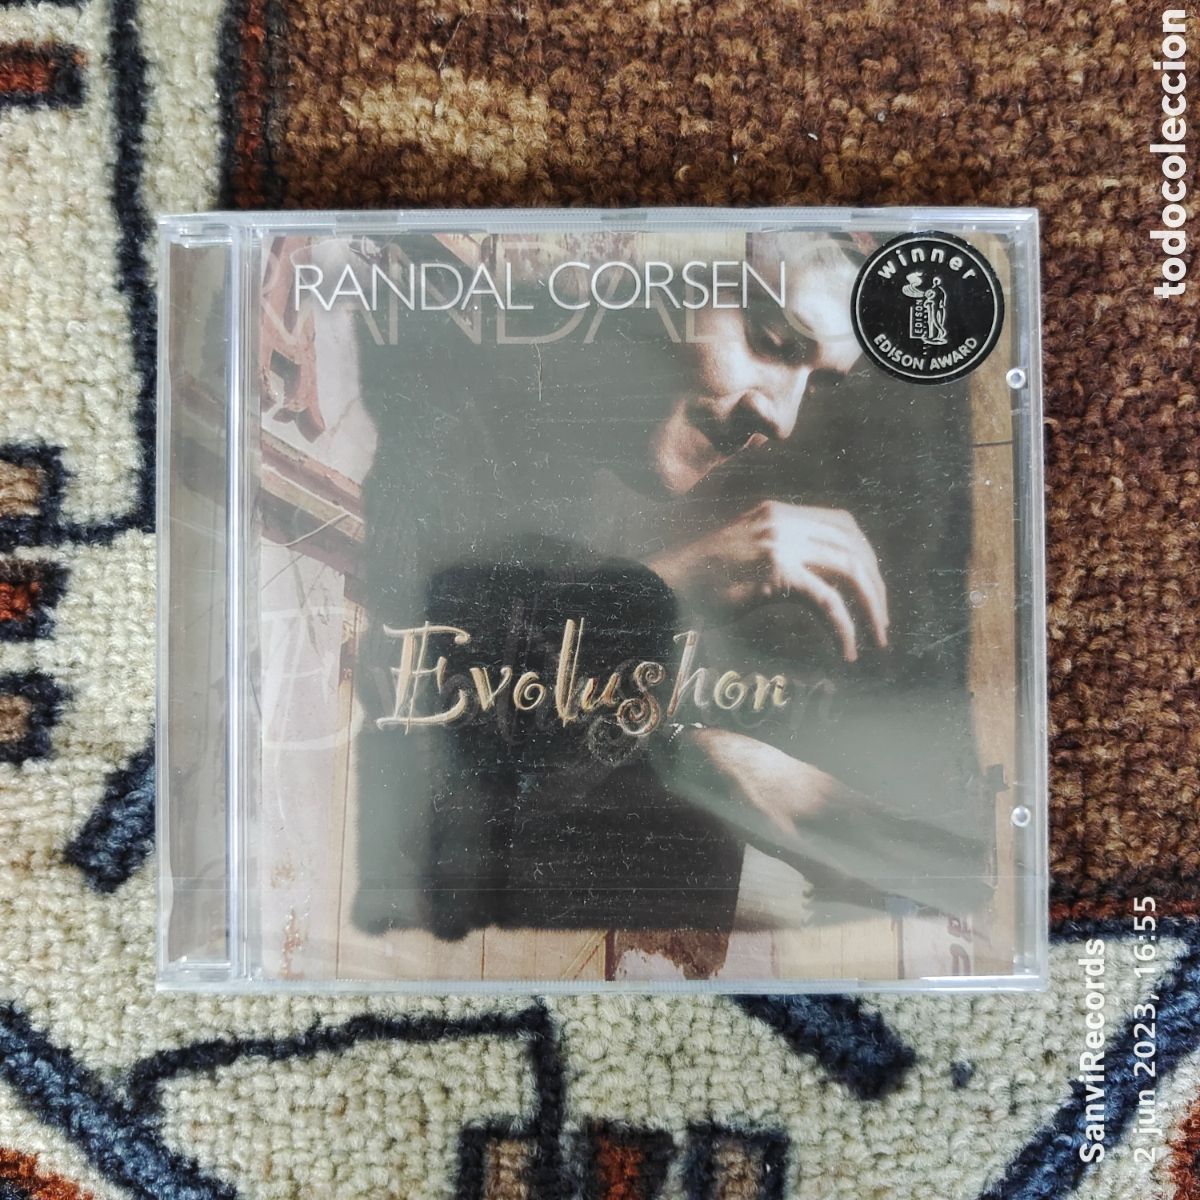 RANDAL CORSEN
winner
EDISON
EDISON AWARD
Evolushon
todocoleccion
SanviRecords
2 jun 2023, 16:55